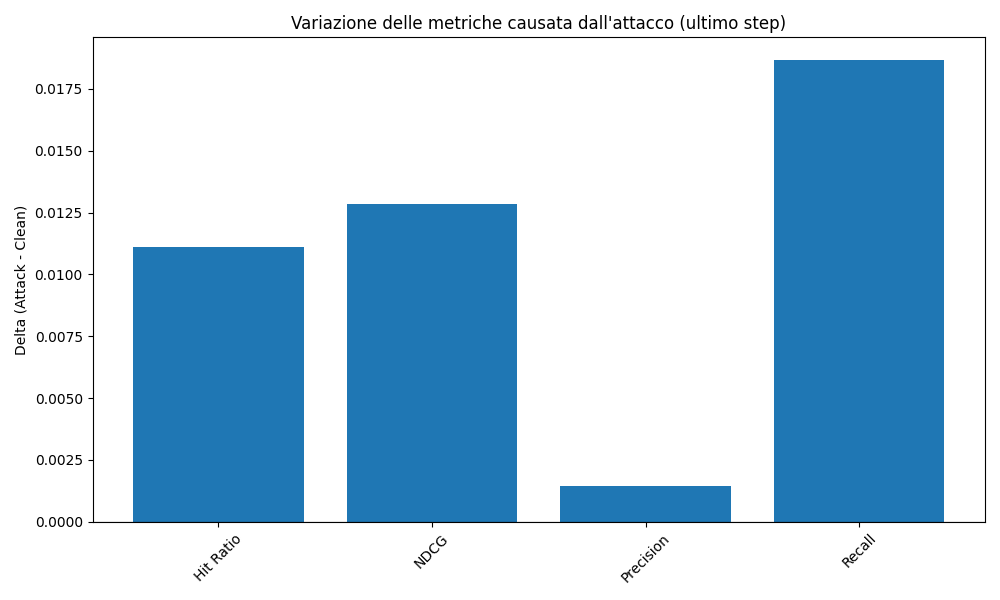 Variazione delle metriche causata dall'attacco (ultimo step)
Delta (Attack - Clean)
0.0175
0.0150
0.0125
0.0100
0.0075
0.0050
0.0025
0.0000
Hit Ratio
NDCG
Precision
Recall